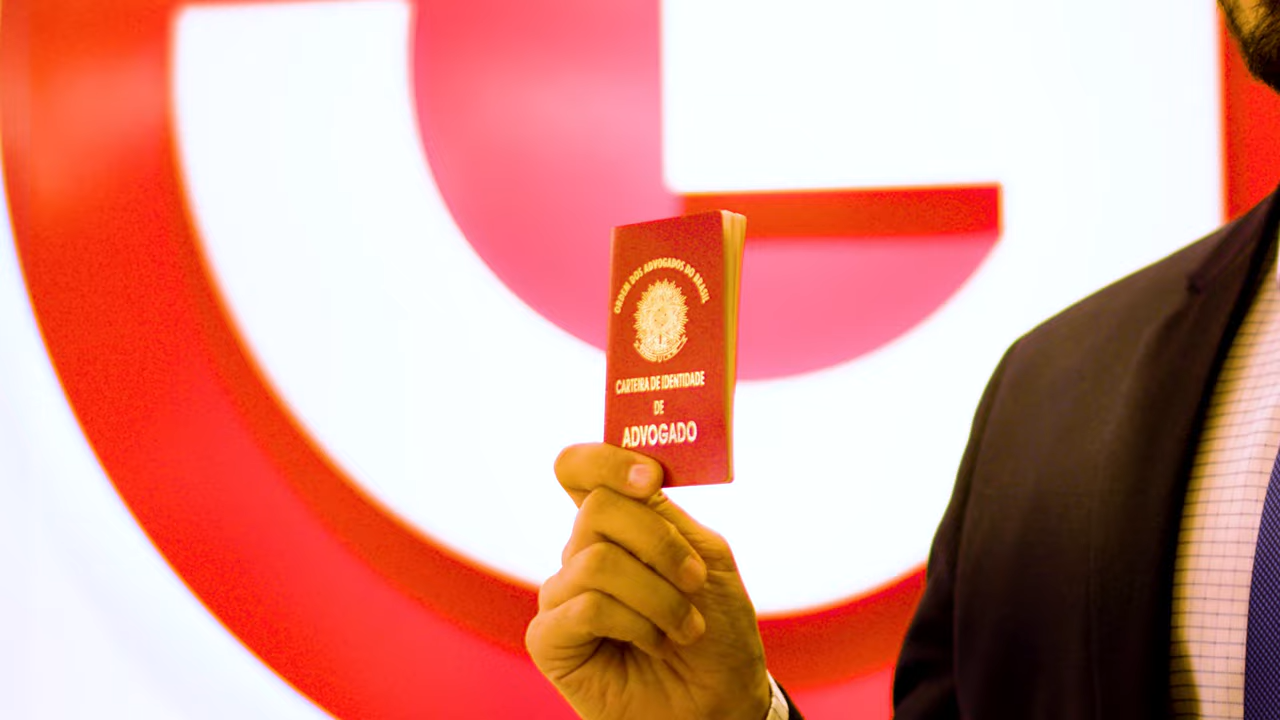 ORDEM DOS ADVOGADOS DO BRASIL
CARTEIRA DE IDENTIDADE
DE
ADVOGADO